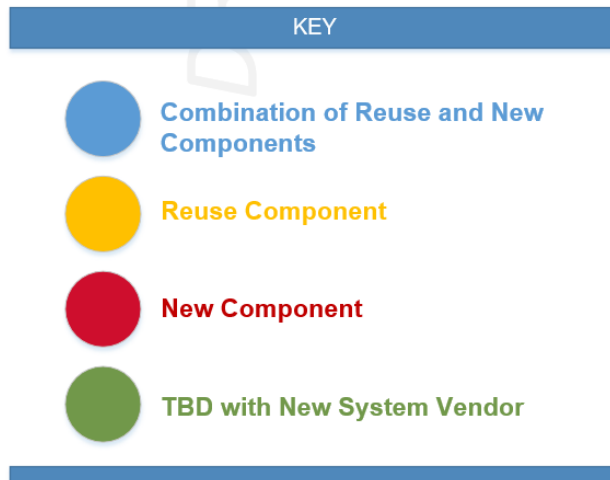 KEY
Combination of Reuse and New
Components
Reuse Component
New Component
TBD with New System Vendor